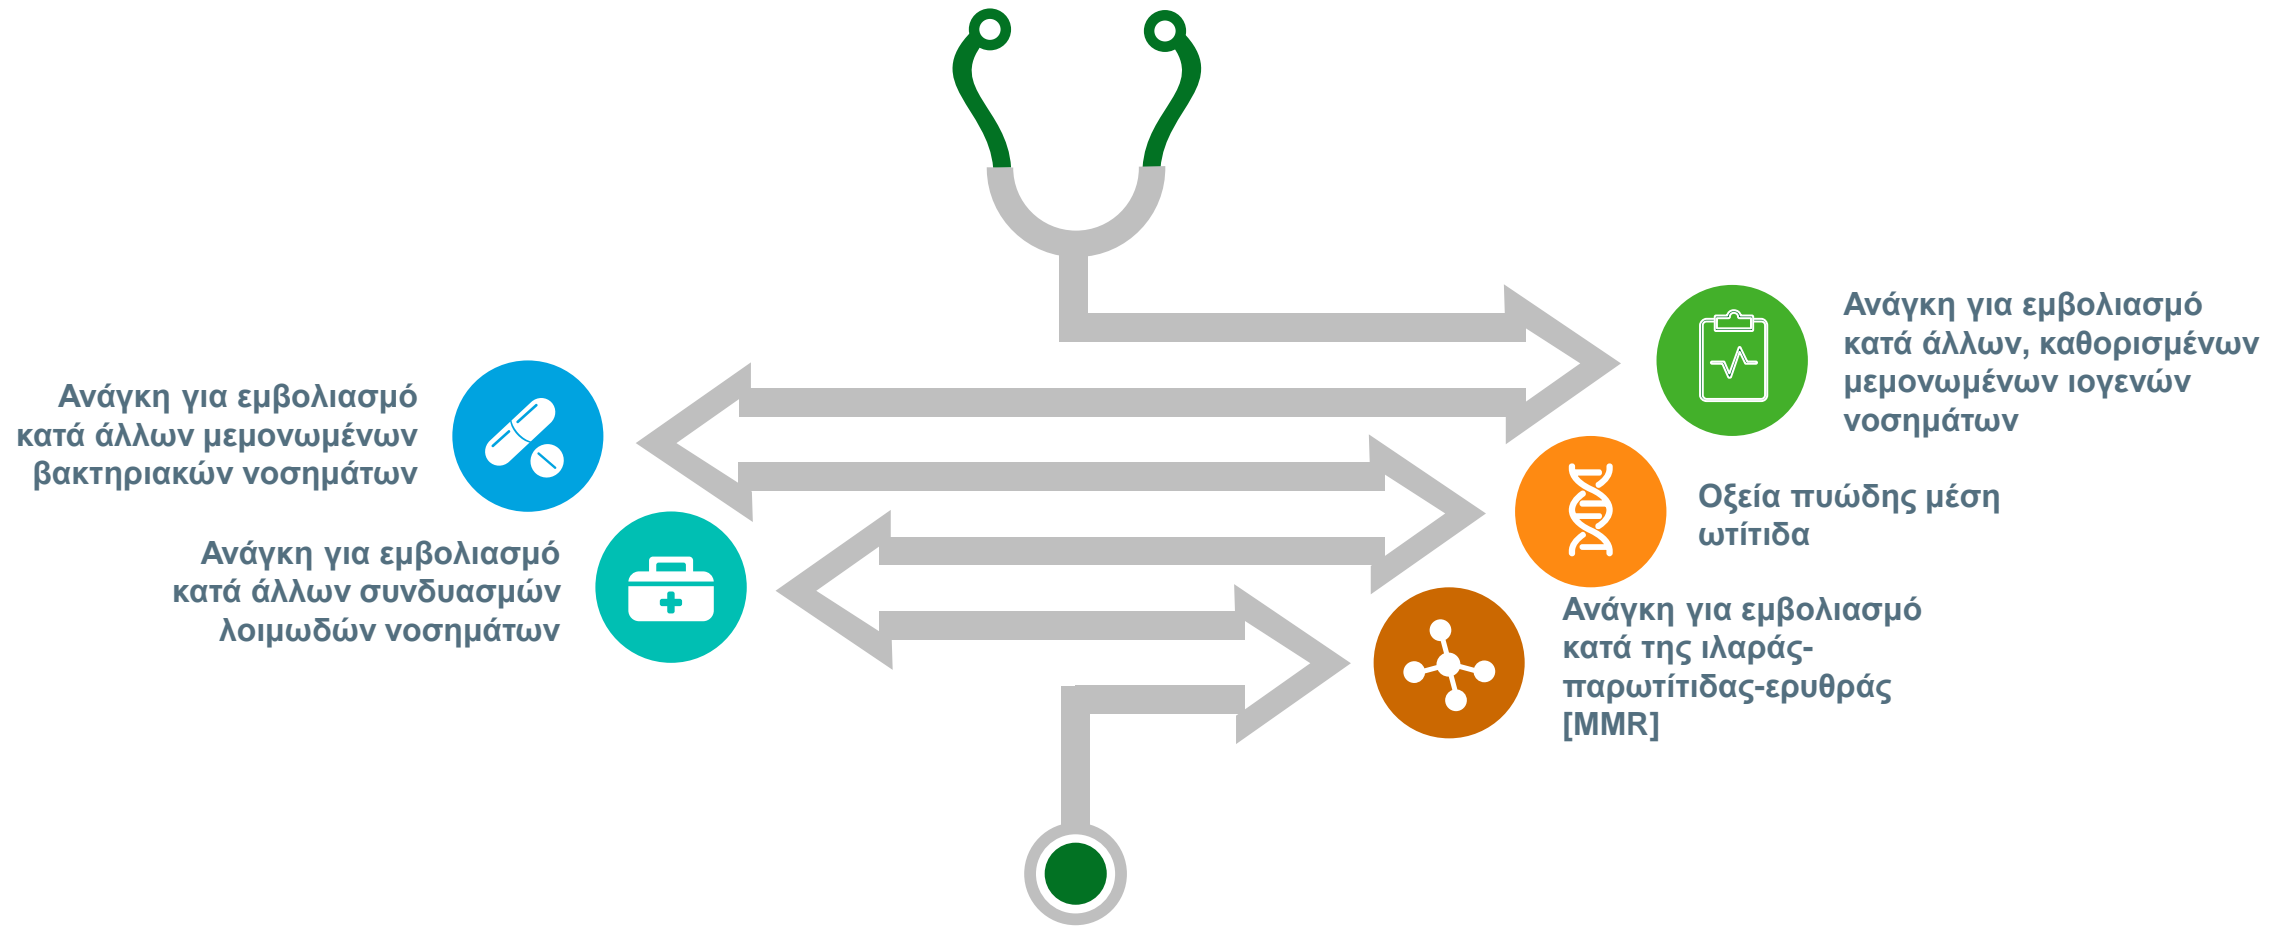 Ανάγκη για εμβολιασμό
κατά άλλων, καθορισμένων
μεμονωμένων ιογενών
νοσημάτων
Ανάγκη για εμβολιασμό
κατά άλλων μεμονωμένων
βακτηριακών νοσημάτων
Οξεία πυώδης μέση
ωτίτιδα
Ανάγκη για εμβολιασμό
κατά άλλων συνδυασμών
λοιμωδών νοσημάτων
Ανάγκη για εμβολιασμό
κατά της ιλαράς-
παρωτίτιδας-ερυθράς
[MMR]